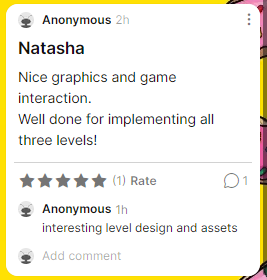 Anonymous 2h
Natasha
Nice graphics and game
interaction.
Well done for implementing all
three levels!
(1) Rate 1
Anonymous 1h
interesting level design and assets
Add comment